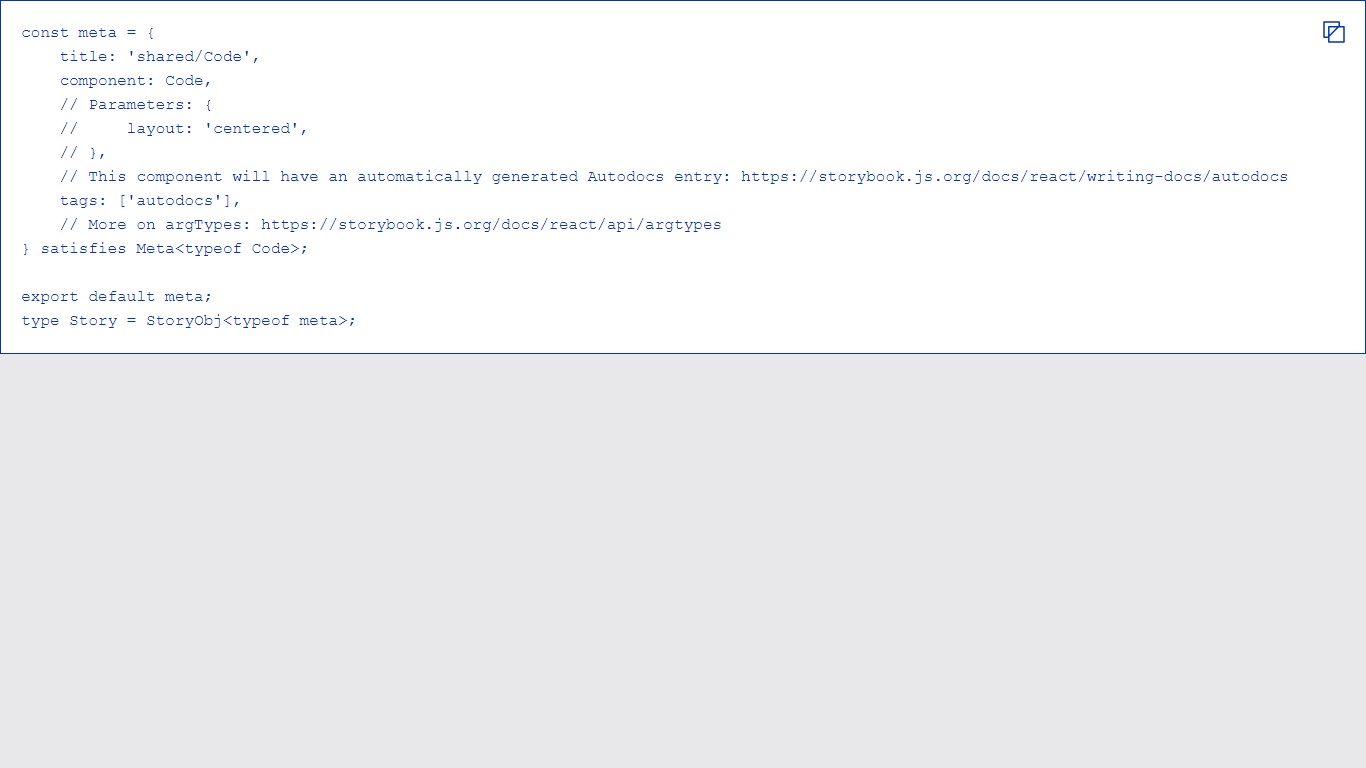 const meta = {
    title: 'shared/Code',
    component: Code,
    // Parameters: {
    //     layout: 'centered',
    // },
    // This component will have an automatically generated Autodocs entry: https://storybook.js.org/docs/react/writing-docs/autodocs
    tags: ['autodocs'],
    // More on argTypes: https://storybook.js.org/docs/react/api/argtypes
} satisfies Meta<typeof Code>;

export default meta;
type Story = StoryObj<typeof meta>;